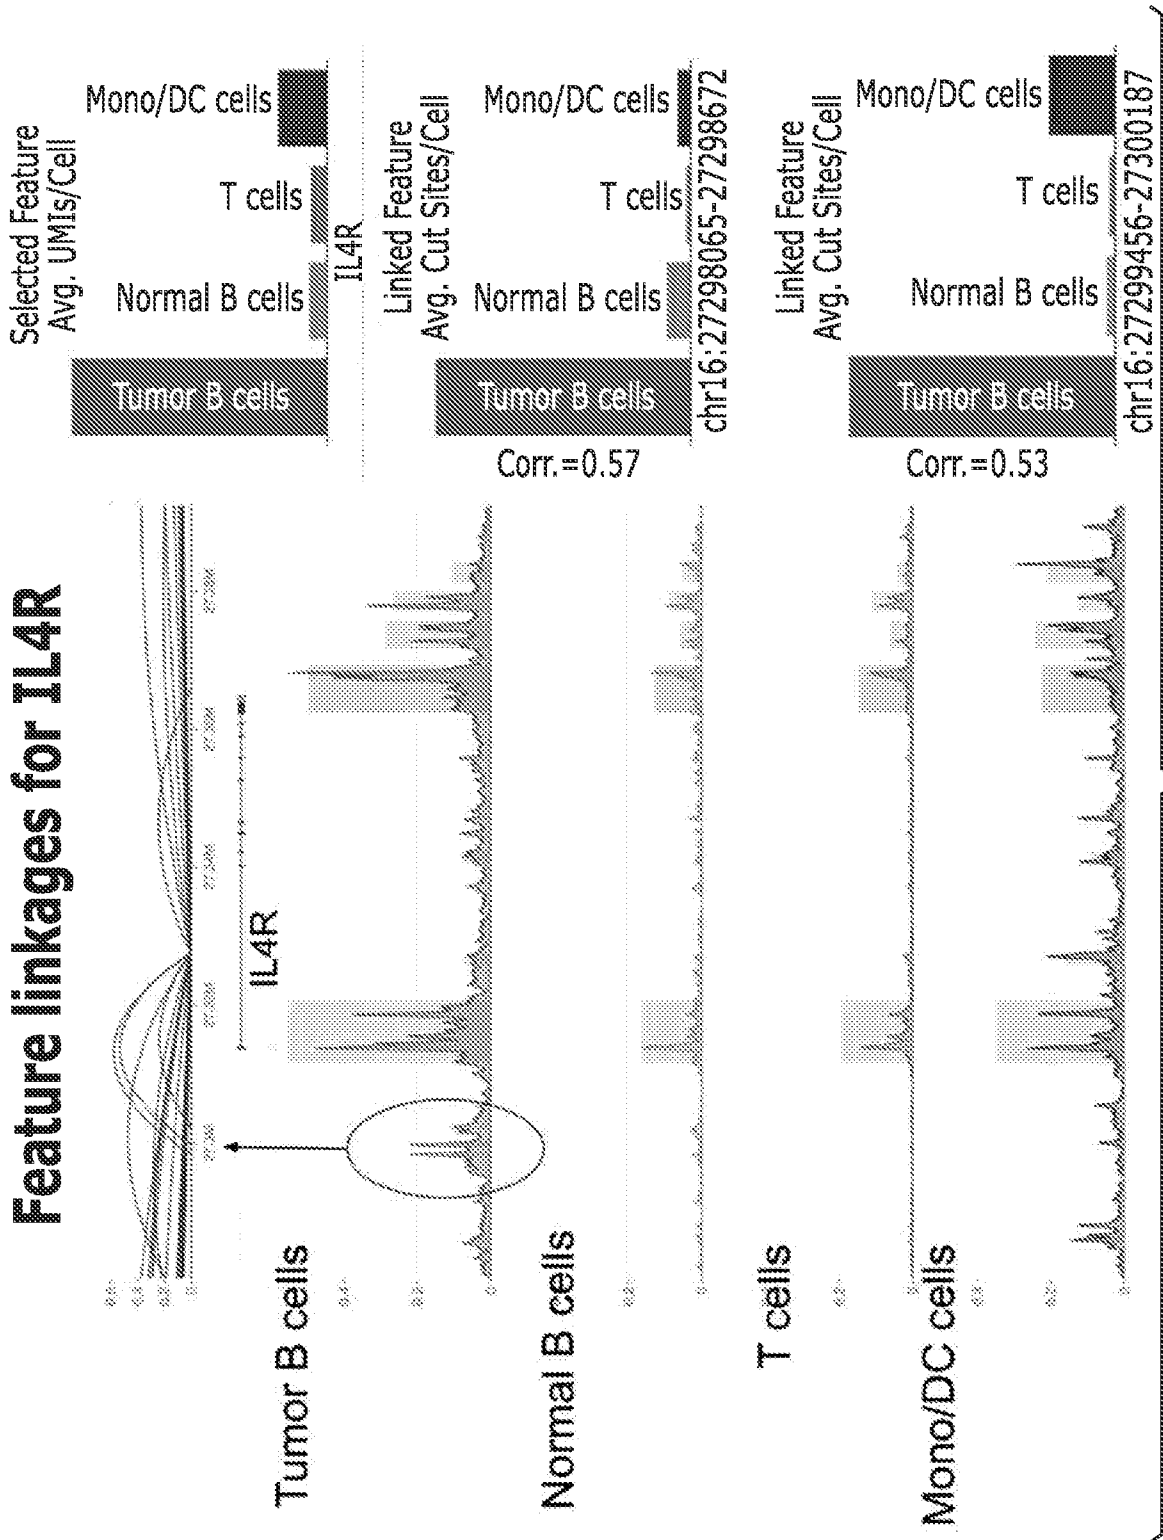 Feature linkages for IL4R
IL4R
Tumor B cells
Normal B cells
T cells
Mono/DC cells
Selected Feature
Avg. UMIs/Cell
Tumor B cells
Normal B cells
T cells
Mono/DC cells
IL4R
Linked Feature
Avg. Cut Sites/Cell
Corr.=0.57
Tumor B cells
Normal B cells
T cells
Mono/DC cells
chr16:27298065-27298672
Linked Feature
Avg. Cut Sites/Cell
Corr.=0.53
Tumor B cells
Normal B cells
T cells
Mono/DC cells
chr16:27299456-27300187